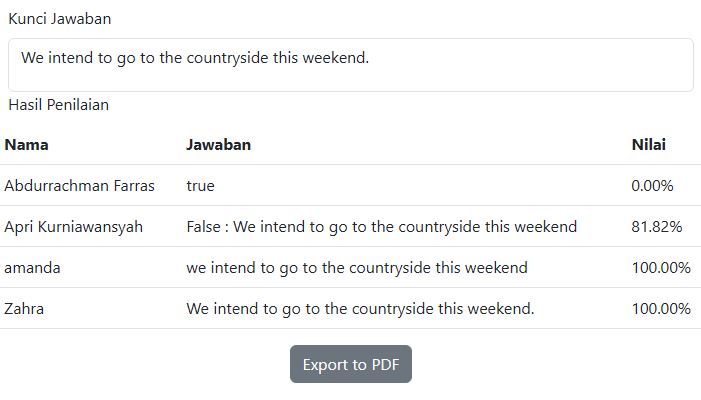 Kunci Jawaban
We intend to go to the countryside this weekend.
Hasil Penilaian
Nama Jawaban Nilai
Abdurrachman Farras true 0.00%
Apri Kurniawansyah False : We intend to go to the countryside this weekend 81.82%
amanda we intend to go to the countryside this weekend 100.00%
Zahra We intend to go to the countryside this weekend. 100.00%
Export to PDF